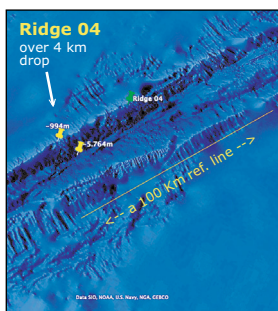 Ridge 04
over 4 km
drop
Ridge 04
-994m
-5,764m
<-- a 100 Km ref. line -->
Data SIO, NOAA, U.S. Navy, NGA, GEBCO